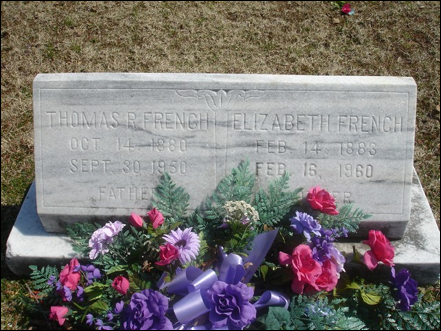 THOMAS R. FRENCH
OCT. 14. 1880
SEPT. 30 1950
FATHER
ELIZABETH FRENCH
FEB. 14 1883
FEB. 16, 1960